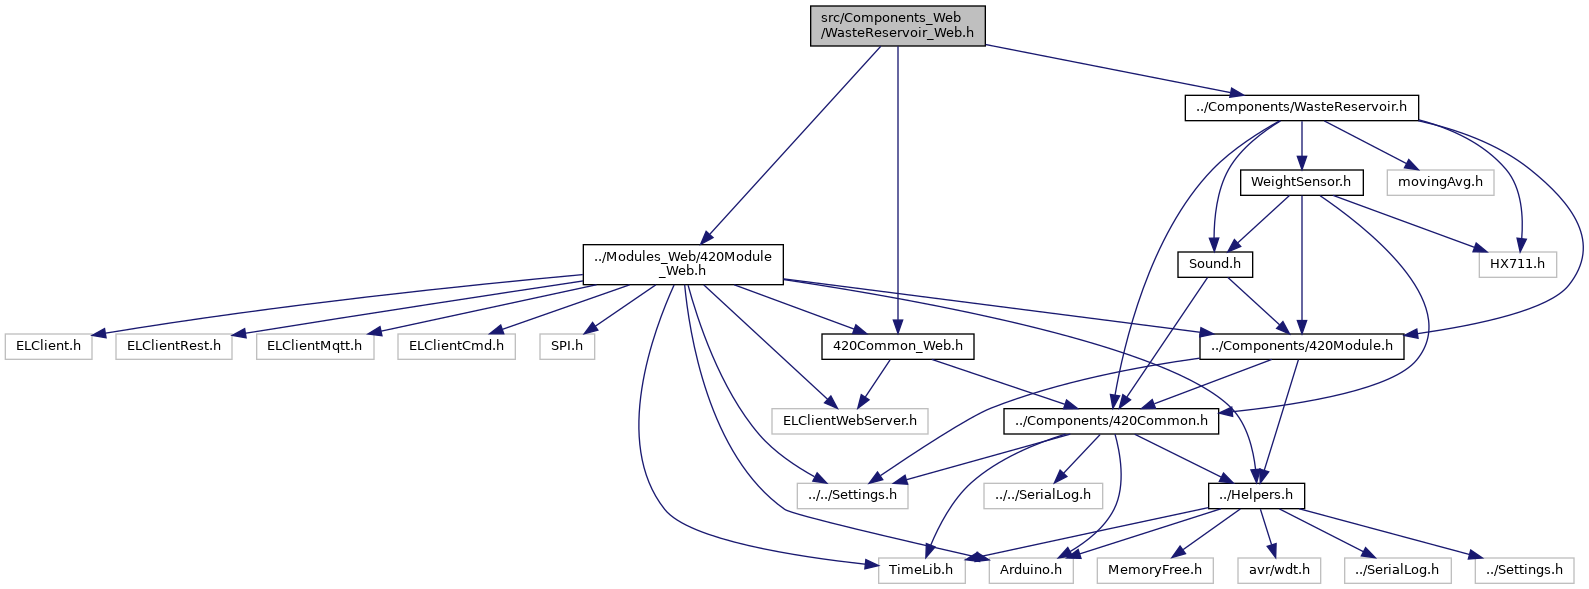 src/Components_Web
/WasteReservoir_Web.h
../Components/WasteReservoir.h
WeightSensor.h
movingAvg.h
../Modules_Web/420Module
_Web.h
Sound.h
HX711.h
ELClient.h
ELClientRest.h
ELClientMqtt.h
ELClientCmd.h
SPI.h
420Common_Web.h
../Components/420Module.h
ELClientWebServer.h
../Components/420Common.h
../../Settings.h
../../SerialLog.h
../Helpers.h
TimeLib.h
Arduino.h
MemoryFree.h
avr/wdt.h
../SerialLog.h
../Settings.h